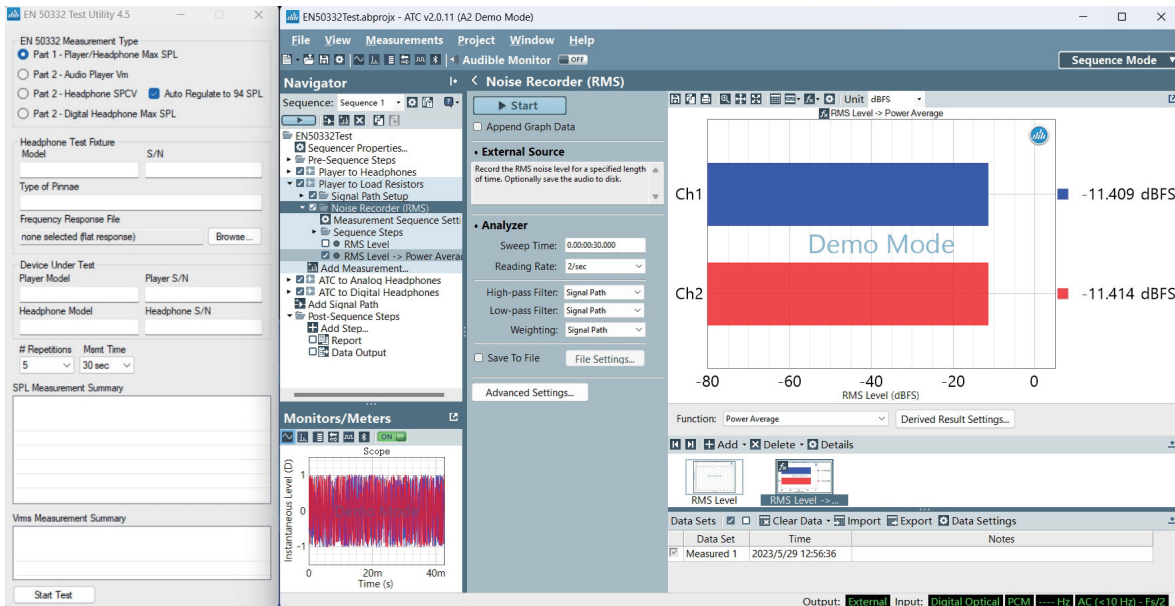 EN 50332 Test Utility 4.5
EN 50332 Measurement Type
Part 1 - Player/Headphone Max SPL
Part 2 - Audio Player Vm
Part 2 - Headphone SPCV
Auto Regulate to 94 SPL
Part 2 - Digital Headphone Max SPL
Headphone Test Fixture
Model
S/N
Type of Pinnae
Frequency Response File
none selected (flat response)
Browse...
Device Under Test
Player Model
Player S/N
Headphone Model
Headphone S/N
# Repetitions
Msmt Time
5
30 sec
SPL Measurement Summary
Vrms Measurement Summary
Start Test
EN50332Test.abprojx - ATC v2.0.11 (A2 Demo Mode)
File View Measurements Project Window Help
Audible Monitor OFF
Sequence Mode
Navigator
Sequence: Sequence 1
EN50332Test
Sequencer Properties...
Pre-Sequence Steps
Player to Headphones
Player to Load Resistors
Signal Path Setup
Noise Recorder (RMS)
Measurement Sequence Setti
Sequence Steps
RMS Level
RMS Level -> Power Averag
Add Measurement...
ATC to Analog Headphones
ATC to Digital Headphones
Add Signal Path
Post-Sequence Steps
Add Step...
Report
Data Output
Monitors/Meters
ON
Scope
Instantaneous Level (D)
1
0
-1
Demo Mode
0 20m 40m
Time (s)
Noise Recorder (RMS)
Start
Append Graph Data
External Source
Record the RMS noise level for a specified length
of time. Optionally save the audio to disk.
Analyzer
Sweep Time: 0.00:00:30.000
Reading Rate: 2/sec
High-pass Filter: Signal Path
Low-pass Filter: Signal Path
Weighting: Signal Path
Save To File
File Settings...
Advanced Settings...
Unit dBFS
RMS Level -> Power Average
Ch1
-11.409 dBFS
Demo Mode
Ch2
-11.414 dBFS
-80 -60 -40 -20 0
RMS Level (dBFS)
Function: Power Average
Derived Result Settings...
Add Delete Details
RMS Level
RMS Level ->...
Data Sets Clear Data Import Export Data Settings
Data Set Time Notes
Measured 1 2023/5/29 12:56:36
Output: External Input: Digital Optical PCM ---- Hz AC (<10 Hz) - Fs/2